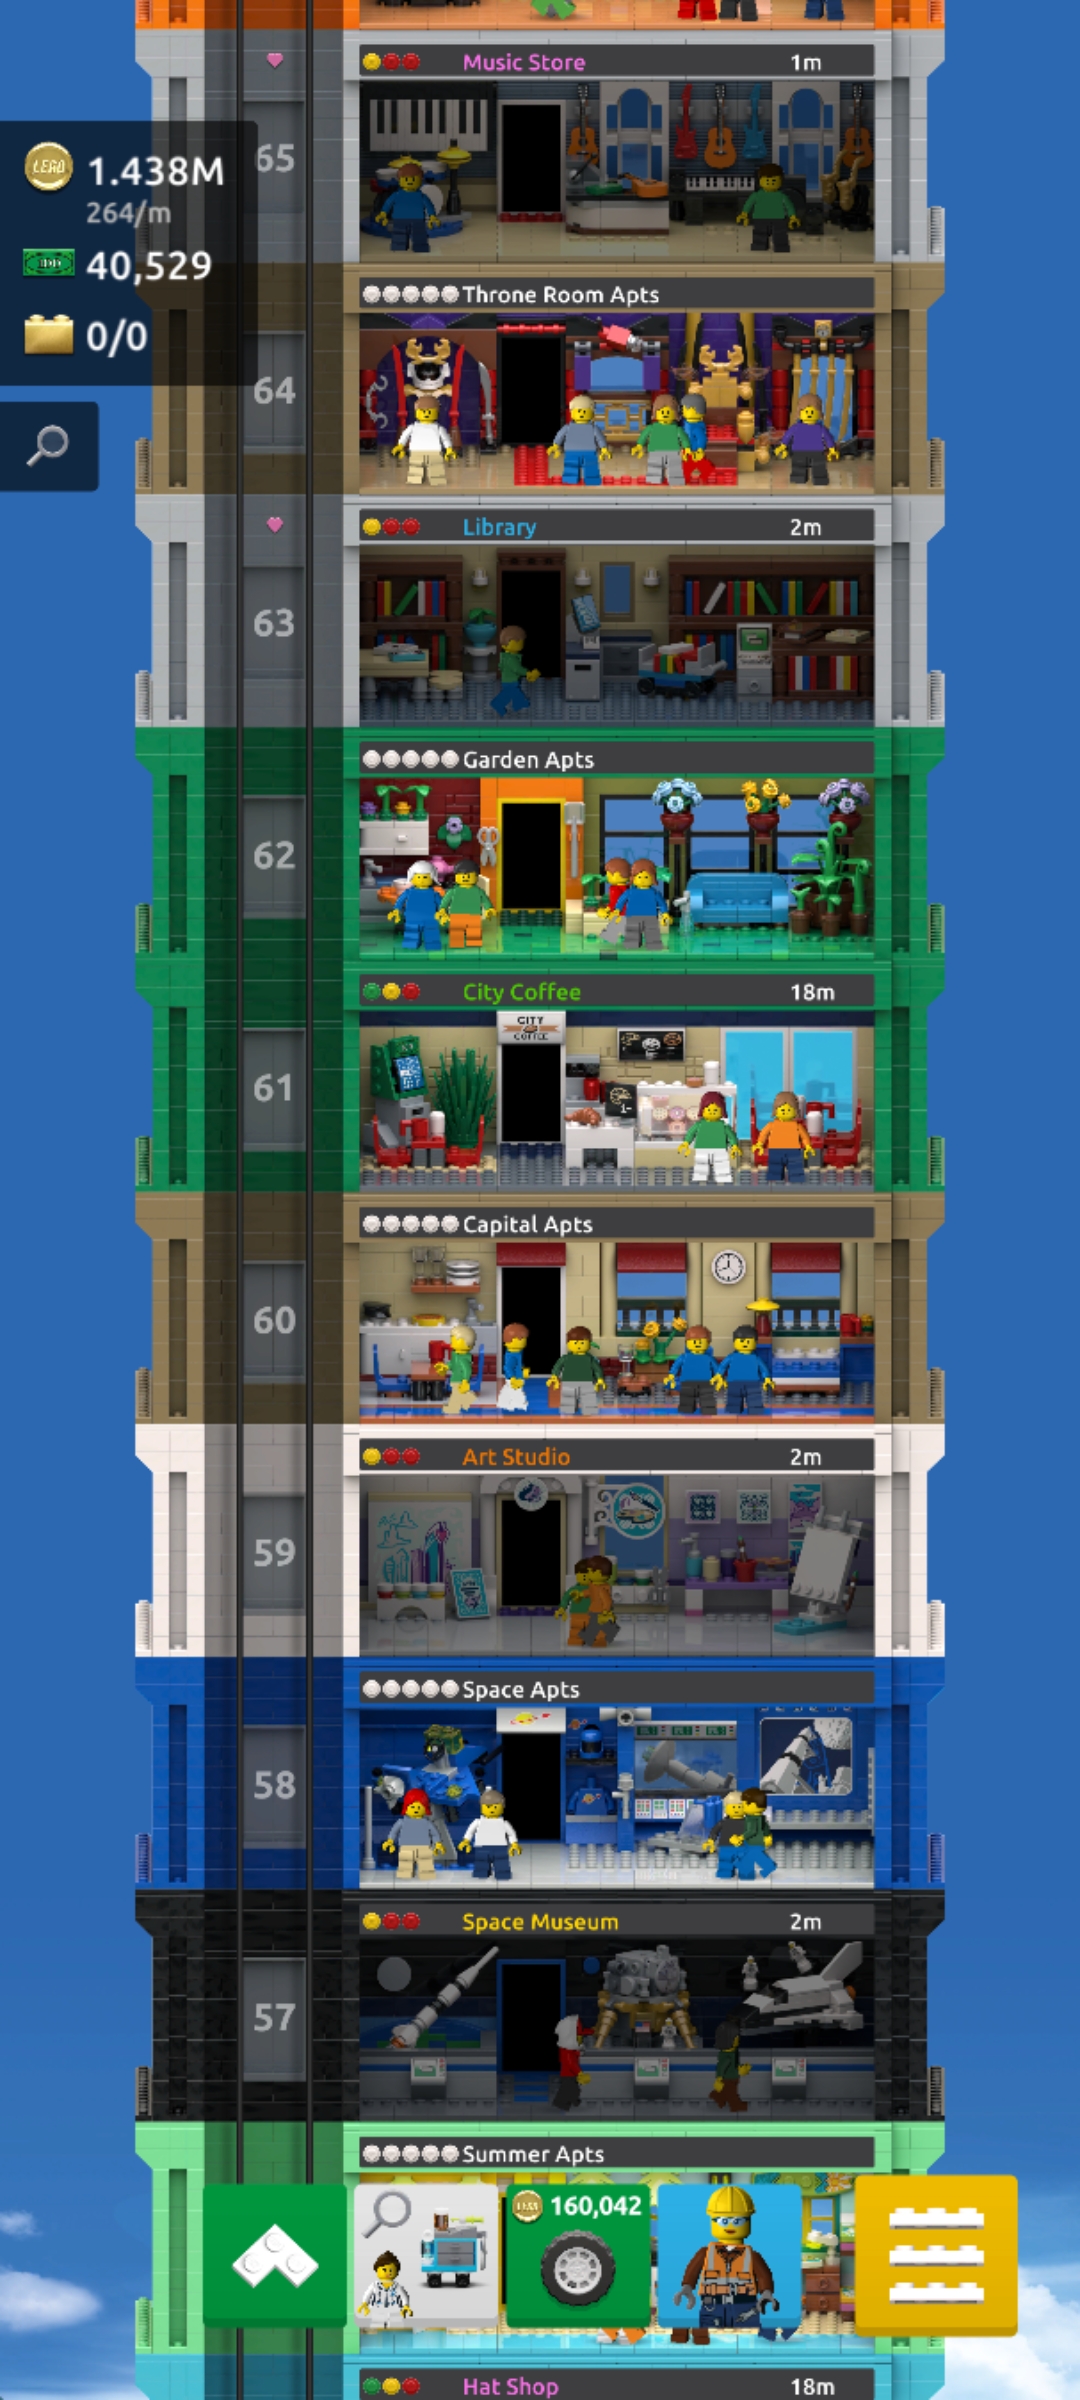 Music Store 1m
65
LEGO 1.438M
264/m
40,529
0/0
Throne Room Apts
64
Library 2m
63
Garden Apts
62
City Coffee 18m
CITY
COFFEE
61
Capital Apts
60
Art Studio 2m
59
Space Apts
58
Space Museum 2m
57
Summer Apts
160,042
Hat Shop 18m